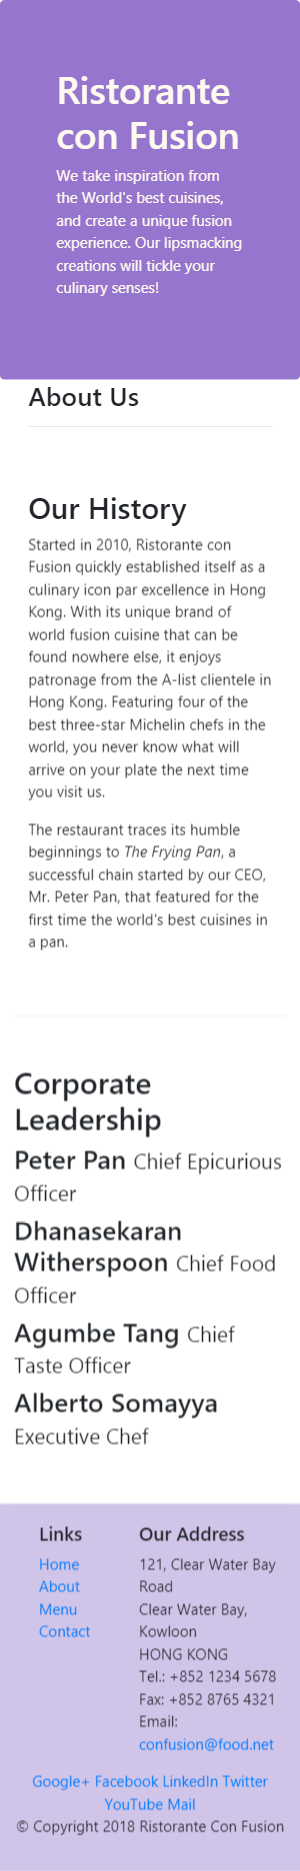 Ristorante
con Fusion
We take inspiration from
the World's best cuisines,
and create a unique fusion
experience. Our lipsmacking
creations will tickle your
culinary senses!
About Us
Our History
Started in 2010, Ristorante con
Fusion quickly established itself as a
culinary icon par excellence in Hong
Kong. With its unique brand of
world fusion cuisine that can be
found nowhere else, it enjoys
patronage from the A-list clientele in
Hong Kong. Featuring four of the
best three-star Michelin chefs in the
world, you never know what will
arrive on your plate the next time
you visit us.
The restaurant traces its humble
beginnings to The Frying Pan, a
successful chain started by our CEO,
Mr. Peter Pan, that featured for the
first time the world's best cuisines in
a pan.
Corporate
Leadership
Peter Pan Chief Epicurious
Officer
Dhanasekaran
Witherspoon Chief Food
Officer
Agumbe Tang Chief
Taste Officer
Alberto Somayya
Executive Chef
Links
Home
About
Menu
Contact
Our Address
121, Clear Water Bay
Road
Clear Water Bay,
Kowloon
HONG KONG
Tel.: +852 1234 5678
Fax: +852 8765 4321
Email:
confusion@food.net
Google+ Facebook LinkedIn Twitter
YouTube Mail
© Copyright 2018 Ristorante Con Fusion